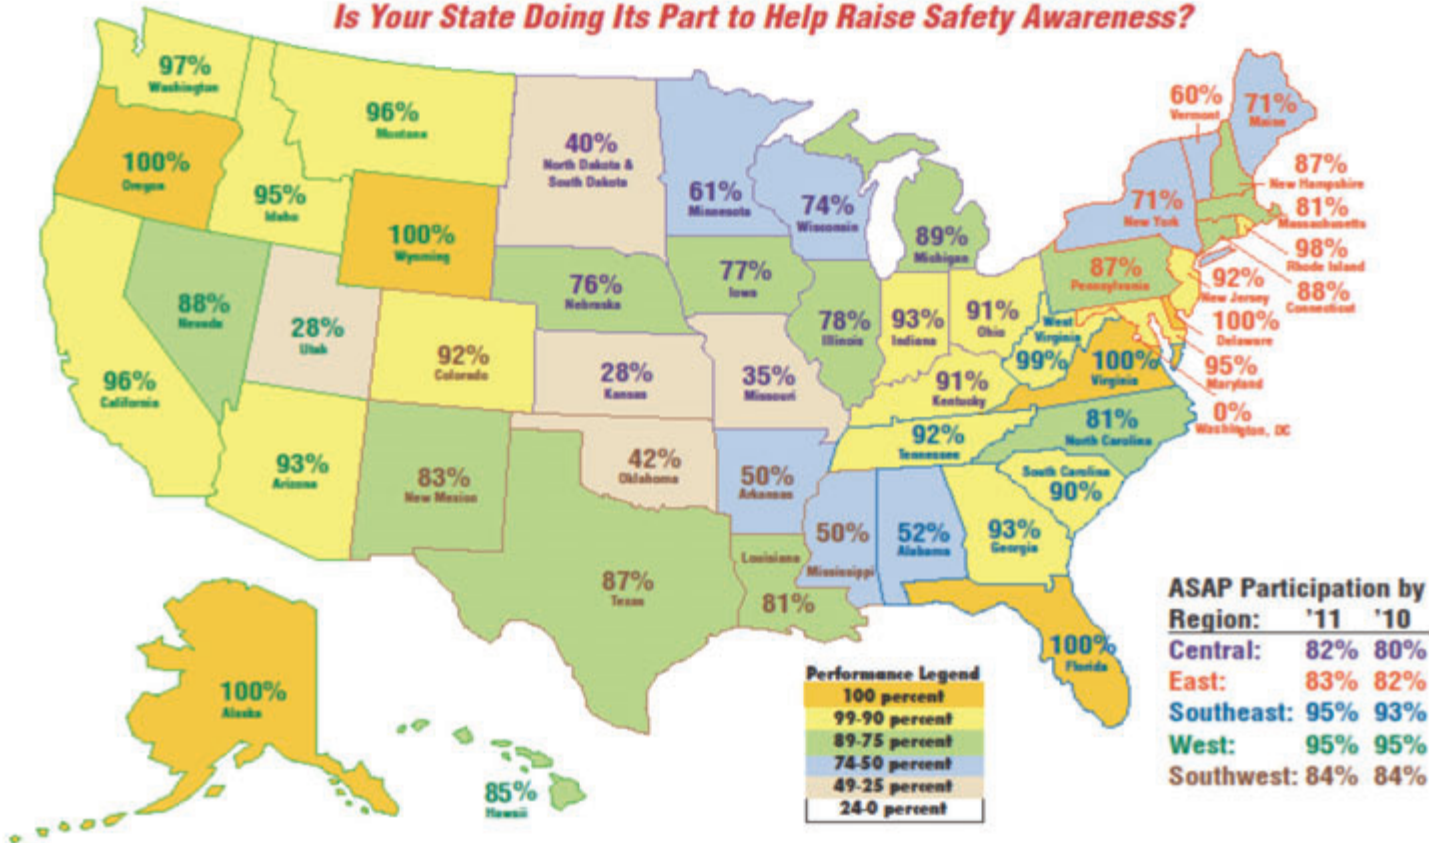 Is Your State Doing Its Part to Help Raise Safety Awareness?
97%
Washington
96%
Montana
100%
Oregon
95%
Idaho
100%
Wyoming
40%
North Dakota &
South Dakota
61%
Minnesota
74%
Wisconsin
89%
Michigan
60%
Vermont
71%
Maine
87%
New Hampshire
71%
New York
81%
Massachusetts
98%
Rhode Island
88%
Connecticut
92%
New Jersey
87%
Pennsylvania
100%
Delaware
95%
Maryland
0%
Washington, DC
88%
Nevada
28%
Utah
96%
California
92%
Colorado
76%
Nebraska
77%
Iowa
78%
Illinois
93%
Indiana
91%
Ohio
West
Virginia
99%
100%
Virginia
28%
Kansas
35%
Missouri
91%
Kentucky
92%
Tennessee
81%
North Carolina
South Carolina
90%
93%
Arizona
83%
New Mexico
42%
Oklahoma
50%
Arkansas
50%
Mississippi
52%
Alabama
93%
Georgia
87%
Texas
Louisiana
81%
100%
Florida
100%
Alaska
85%
Hawaii
Performance Legend
100 percent
99-90 percent
89-75 percent
74-50 percent
49-25 percent
24-0 percent
ASAP Participation by
Region: '11 '10
Central: 82% 80%
East: 83% 82%
Southeast: 95% 93%
West: 95% 95%
Southwest: 84% 84%